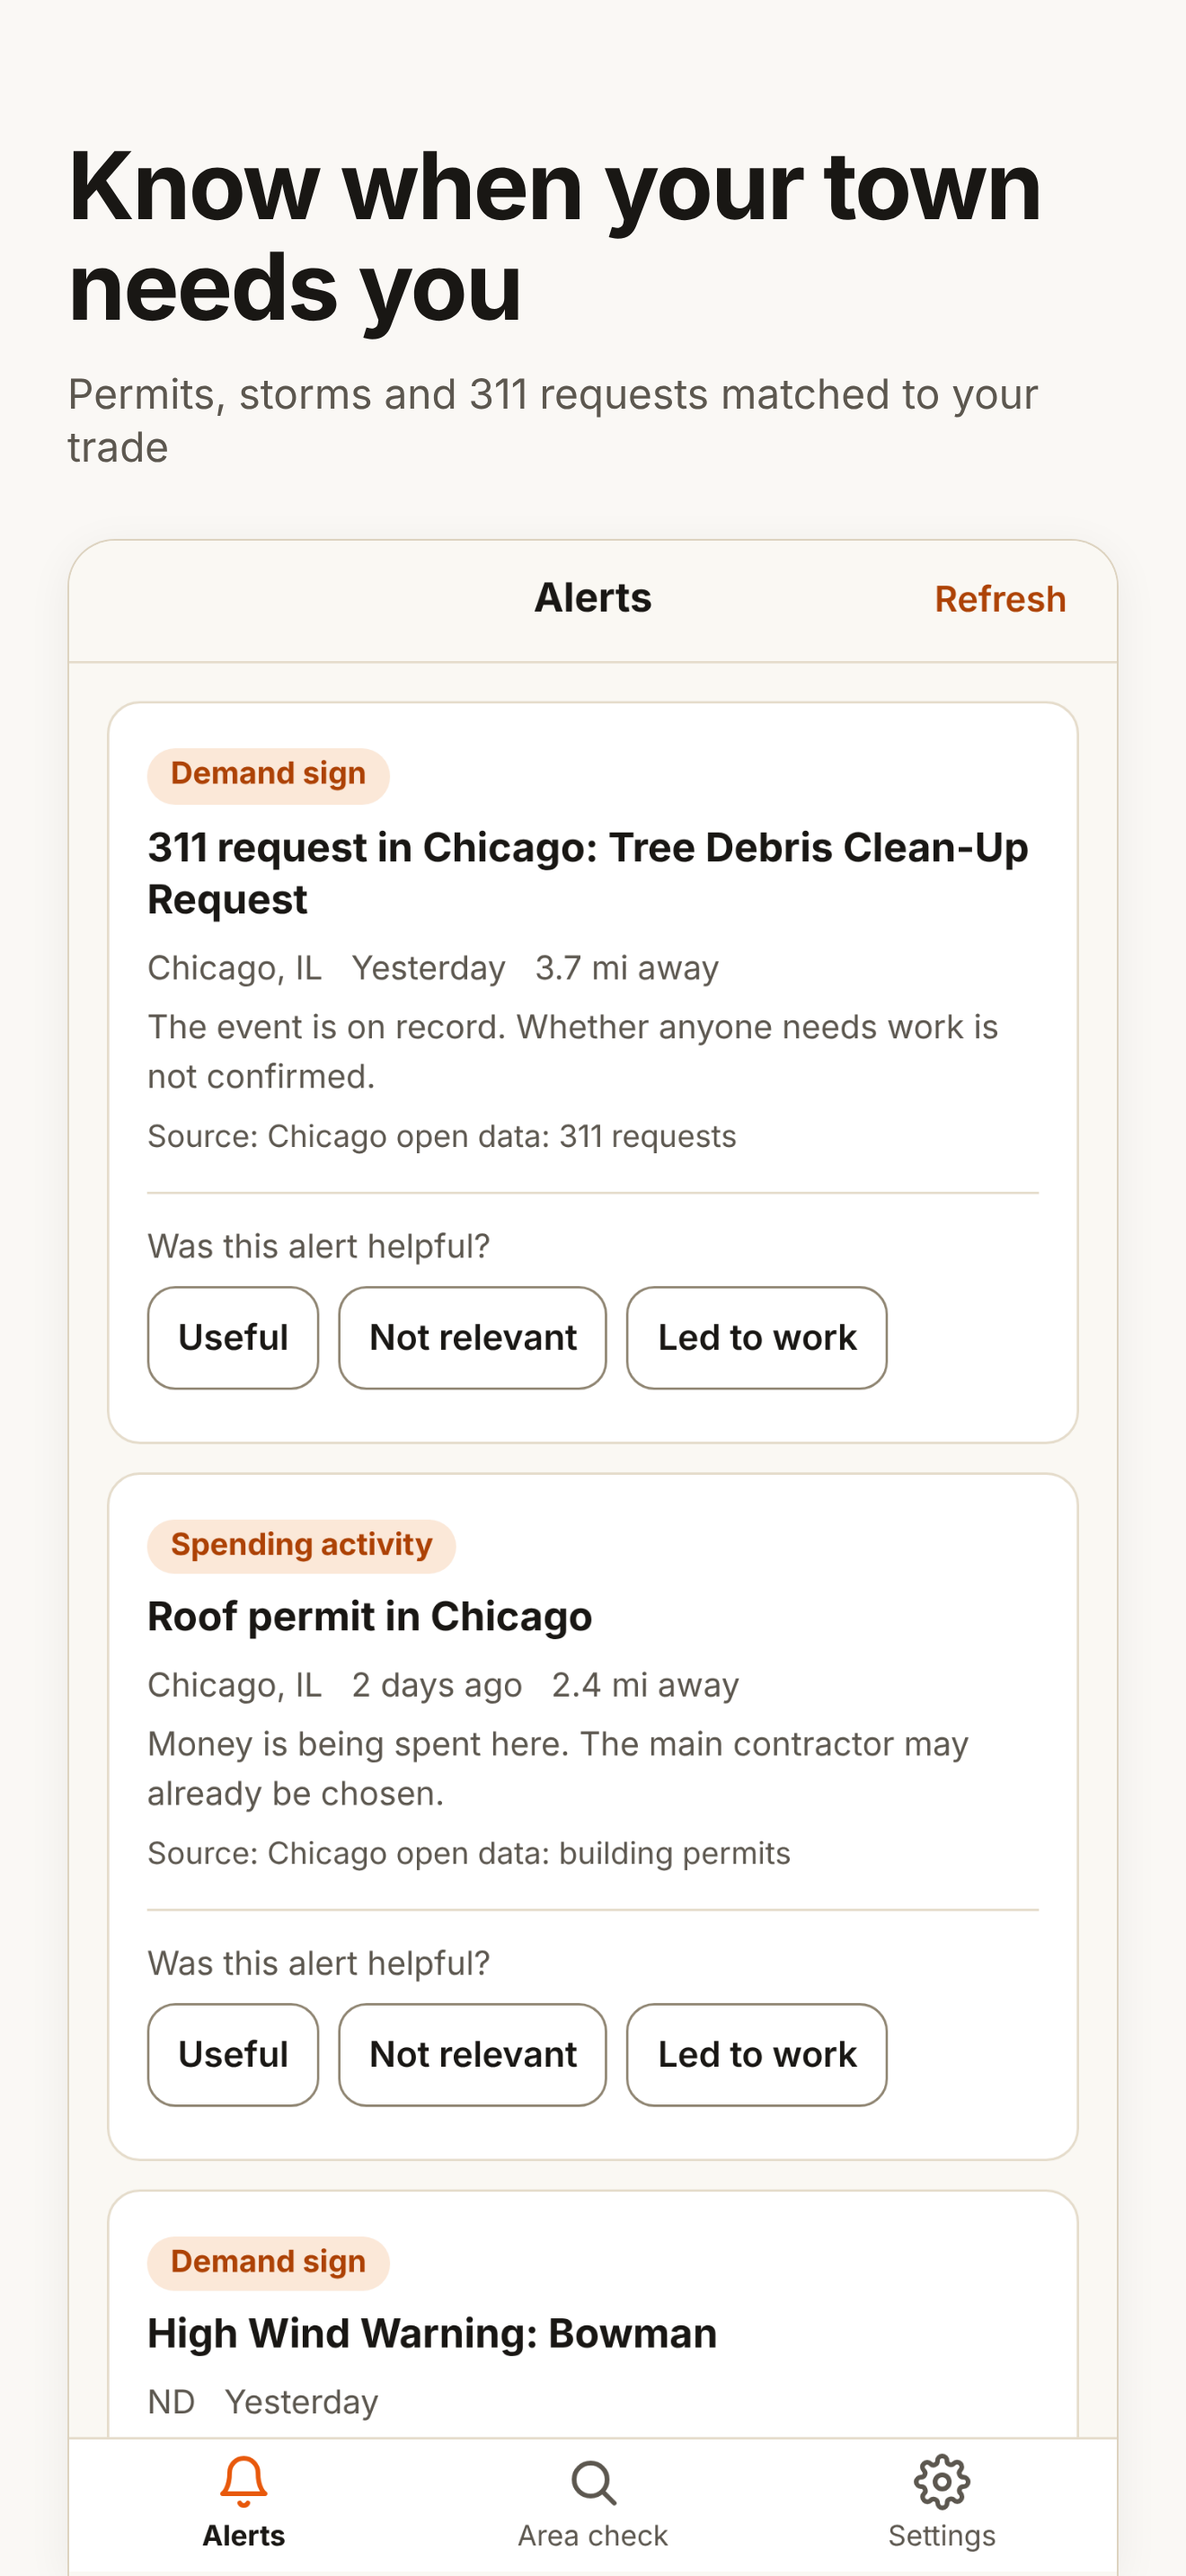 Know when your town
needs you
Permits, storms and 311 requests matched to your
trade
Alerts
Refresh
Demand sign
311 request in Chicago: Tree Debris Clean-Up
Request
Chicago, IL Yesterday 3.7 mi away
The event is on record. Whether anyone needs work is
not confirmed.
Source: Chicago open data: 311 requests
Was this alert helpful?
Useful Not relevant Led to work
Spending activity
Roof permit in Chicago
Chicago, IL 2 days ago 2.4 mi away
Money is being spent here. The main contractor may
already be chosen.
Source: Chicago open data: building permits
Was this alert helpful?
Useful Not relevant Led to work
Demand sign
High Wind Warning: Bowman
ND Yesterday
Alerts Area check Settings